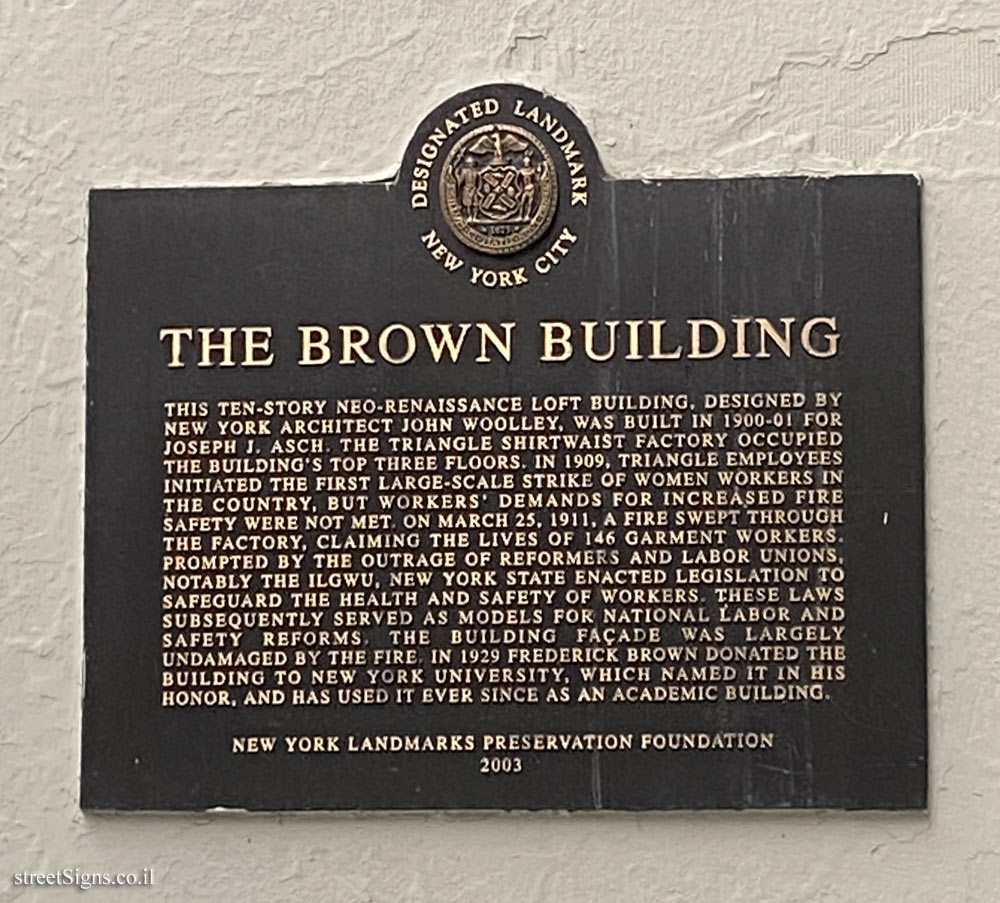 DESIGNATED LANDMARK
NEW YORK CITY
THE BROWN BUILDING
THIS TEN-STORY NEO-RENAISSANCE LOFT BUILDING, DESIGNED BY
NEW YORK ARCHITECT JOHN WOOLLEY, WAS BUILT IN 1900-01 FOR
JOSEPH J. ASCH. THE TRIANGLE SHIRTWAIST FACTORY OCCUPIED
THE BUILDING'S TOP THREE FLOORS. IN 1909, TRIANGLE EMPLOYEES
INITIATED THE FIRST LARGE-SCALE STRIKE OF WOMEN WORKERS IN
THE COUNTRY, BUT WORKERS' DEMANDS FOR INCREASED FIRE
SAFETY WERE NOT MET. ON MARCH 25, 1911, A FIRE SWEPT THROUGH
THE FACTORY, CLAIMING THE LIVES OF 146 GARMENT WORKERS.
PROMPTED BY THE OUTRAGE OF REFORMERS AND LABOR UNIONS,
NOTABLY THE ILGWU, NEW YORK STATE ENACTED LEGISLATION TO
SAFEGUARD THE HEALTH AND SAFETY OF WORKERS. THESE LAWS
SUBSEQUENTLY SERVED AS MODELS FOR NATIONAL LABOR AND
SAFETY REFORMS. THE BUILDING FAÇADE WAS LARGELY
UNDAMAGED BY THE FIRE. IN 1929 FREDERICK BROWN DONATED THE
BUILDING TO NEW YORK UNIVERSITY, WHICH NAMED IT IN HIS
HONOR, AND HAS USED IT EVER SINCE AS AN ACADEMIC BUILDING.
NEW YORK LANDMARKS PRESERVATION FOUNDATION
2003
streetSigns.co.il